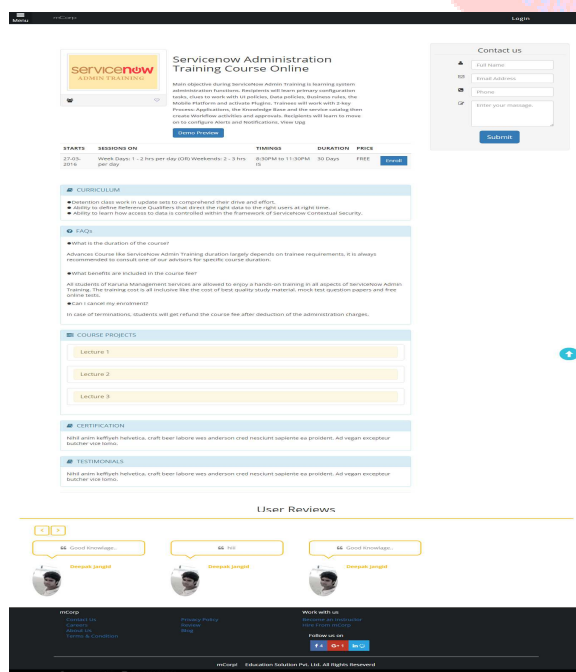 Menu
mCorp
Login
servicenow
ADMIN TRAINING
Servicenow Administration
Training Course Online
Main objective during ServiceNow Admin Training is learning system
administration functions. Recipients will learn primary configuration
tasks, clues to work with UI policies, Data policies, Business rules, the
Mobile Platform and activate Plugins, Trainees will work with 2-key
Process: Applications, the Knowledge Base and the service catalog then
create Workflow activities and approvals. Recipients will learn to move
on to configure Alerts and Notifications, View Upg
Demo Preview
Contact us
Full Name
Email Address
Phone
Enter your massage.
Submit
STARTS SESSIONS ON TIMINGS DURATION PRICE
27-03- Week Days: 1 - 2 hrs per day (OR) Weekends: 2 - 3 hrs 8:30PM to 11:30PM 30 Days FREE Enroll
2016 per day IS
CURRICULUM
●Detention class work in update sets to comprehend their drive and effort.
● Ability to define Reference Qualifiers that direct the right data to the right users at right time.
● Ability to learn how access to data is controlled within the framework of ServiceNow Contextual Security.
FAQs
●What is the duration of the course?
Advances Course like ServiceNow Admin Training duration largely depends on trainee requirements, it is always
recommended to consult one of our advisors for specific course duration.
●What benefits are included in the course fee?
All students of Karuna Management Services are allowed to enjoy a hands-on training in all aspects of ServiceNow Admin
Training. The training cost is all inclusive like the cost of best quality study material, mock test question papers and free
online tests.
●Can I cancel my enrolment?
In case of terminations, students will get refund the course fee after deduction of the administration charges.
COURSE PROJECTS
Lecture 1
Lecture 2
Lecture 3
CERTIFICATION
Nihil anim keffiyeh helvetica, craft beer labore wes anderson cred nesciunt sapiente ea proident. Ad vegan excepteur
butcher vice lomo.
TESTIMONIALS
Nihil anim keffiyeh helvetica, craft beer labore wes anderson cred nesciunt sapiente ea proident. Ad vegan excepteur
butcher vice lomo.
User Reviews
Good Knowlage..
Good Knowlage..
Deepak jangid
Deepak jangid
Deepak jangid
mCorp
Contact Us
Careers
About Us
Terms & Condition
Privacy Policy
Review
Blog
Work with us
Become an Instructor
Hire From mCorp
Follow us on
mCorpl Education Solution Pvt. Ltd. All Rights Reseverd